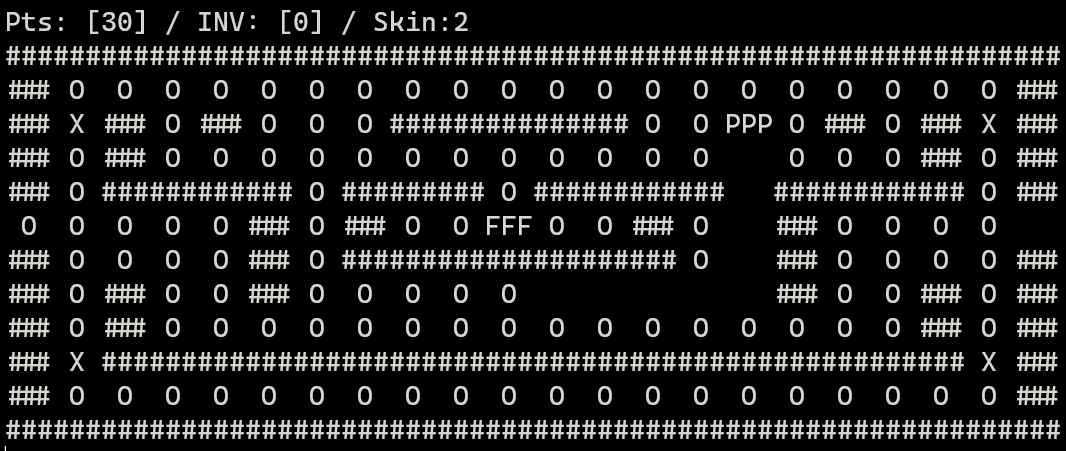 Pts: [30] / INV: [0] / Skin:2
##################################################################
### O  O  O  O  O  O  O  O  O  O  O  O  O  O  O  O  O  O  O  O ###
### X ### O ### O  O  O ############### O  O PPP O ### O ### X ###
### O ### O  O  O  O  O  O  O  O  O  O  O  O     O  O  O ### O ###
### O ############ O ######### O ############   ############ O ###
 O  O  O  O  O ### O ### O  O FFF O  O ### O    ### O  O  O  O
### O  O  O  O ### O ##################### O    ### O  O  O  O ###
### O ### O  O ### O  O  O  O  O                ### O  O ### O ###
### O ### O  O  O  O  O  O  O  O  O  O  O  O  O  O  O  O ### O ###
### X ###################################################### X ###
### O  O  O  O  O  O  O  O  O  O  O  O  O  O  O  O  O  O  O  O ###
##################################################################